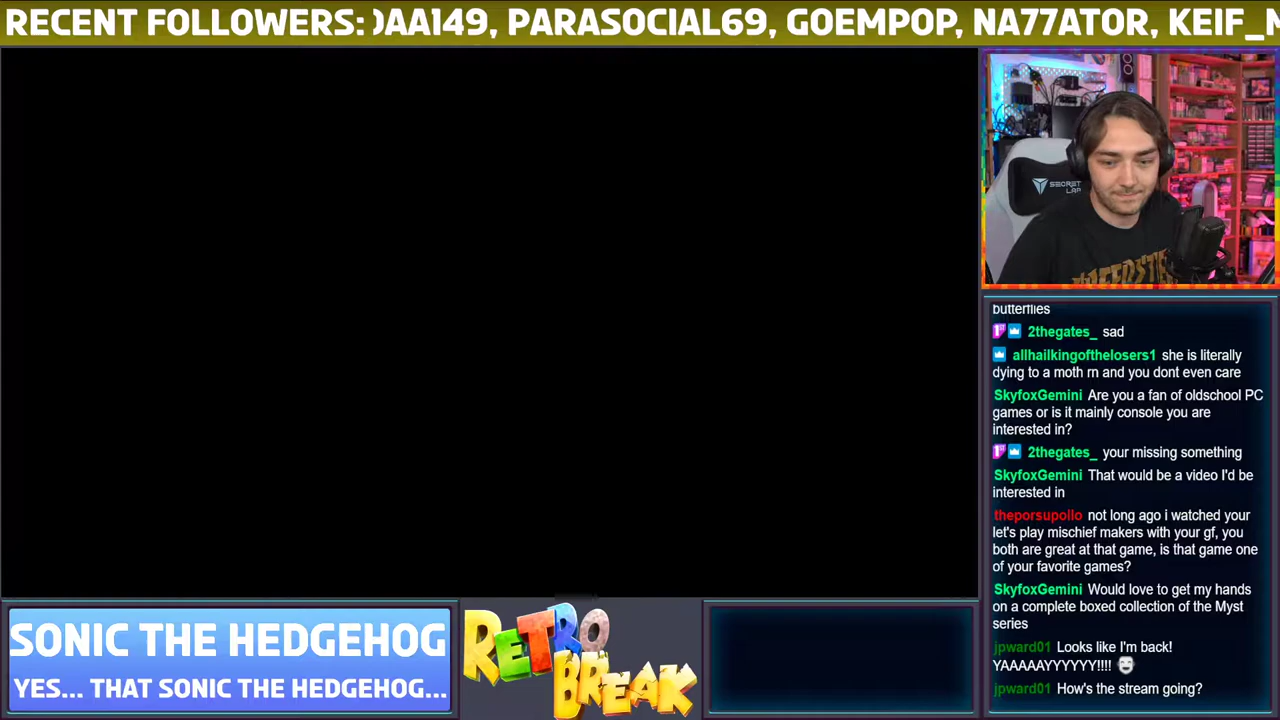 RECENT FOLLOWERS: OAA149, PARASOCIAL69, GOEMPOP, NA77ATOR, KEIF_
SECRET
LAB
butterflies
2thegates_ sad
allhailkingofthelosers1 she is literally
dying to a moth rn and you dont even care
SkyfoxGemini Are you a fan of oldschool PC
games or is it mainly console you are
interested in?
2thegates_ your missing something
SkyfoxGemini That would be a video I'd be
interested in
theporsupollo not long ago i watched your
let's play mischief makers with your gf, you
both are great at that game, is that game one
of your favorite games?
SkyfoxGemini Would love to get my hands
on a complete boxed collection of the Myst
series
jpward01 Looks like I'm back!
YAAAAAYYYYYY!!!!
jpward01 How's the stream going?
SONIC THE HEDGEHOG
YES... THAT SONIC THE HEDGEHOG...
RETRO
BREAK